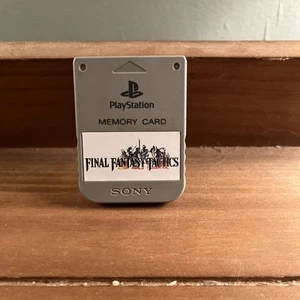 PlayStation
MEMORY CARD
FINAL FANTASY TACTICS
SONY